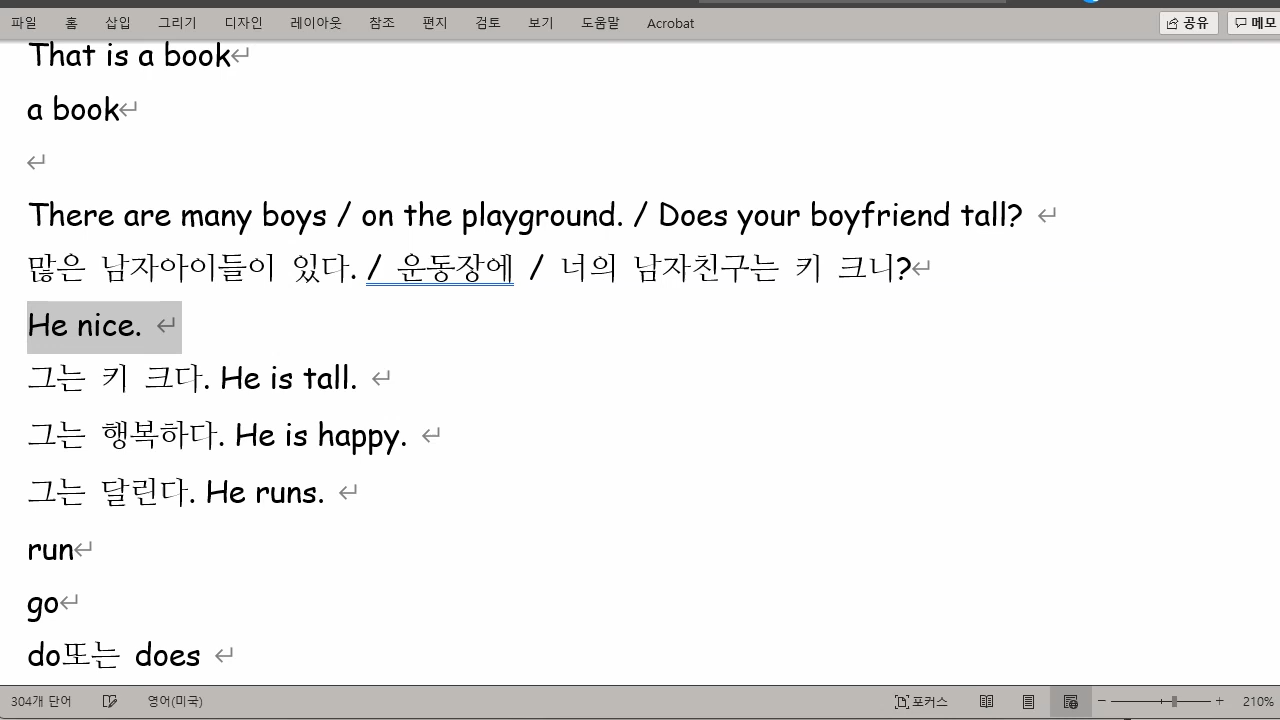 파일 홈 삽입 그리기 디자인 레이아웃 참조 편지 검토 보기 도움말 Acrobat 공유 메모
That is a book↵
a book↵
↵
There are many boys / on the playground. / Does your boyfriend tall? ↵
많은 남자아이들이 있다. / 운동장에 / 너의 남자친구는 키 크니?↵
He nice. ↵
그는 키 크다. He is tall. ↵
그는 행복하다. He is happy. ↵
그는 달린다. He runs. ↵
run↵
go↵
do또는 does ↵
304개 단어 영어(미국) 포커스 210%